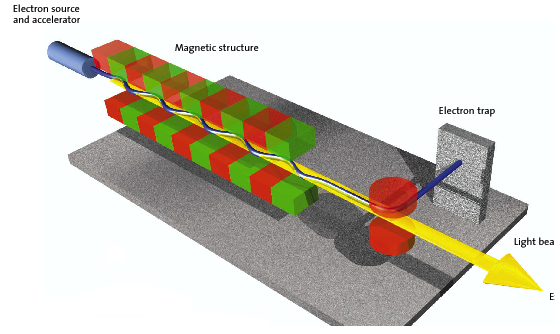 Electron source
and accelerator
Magnetic structure
Electron trap
Light bea
E